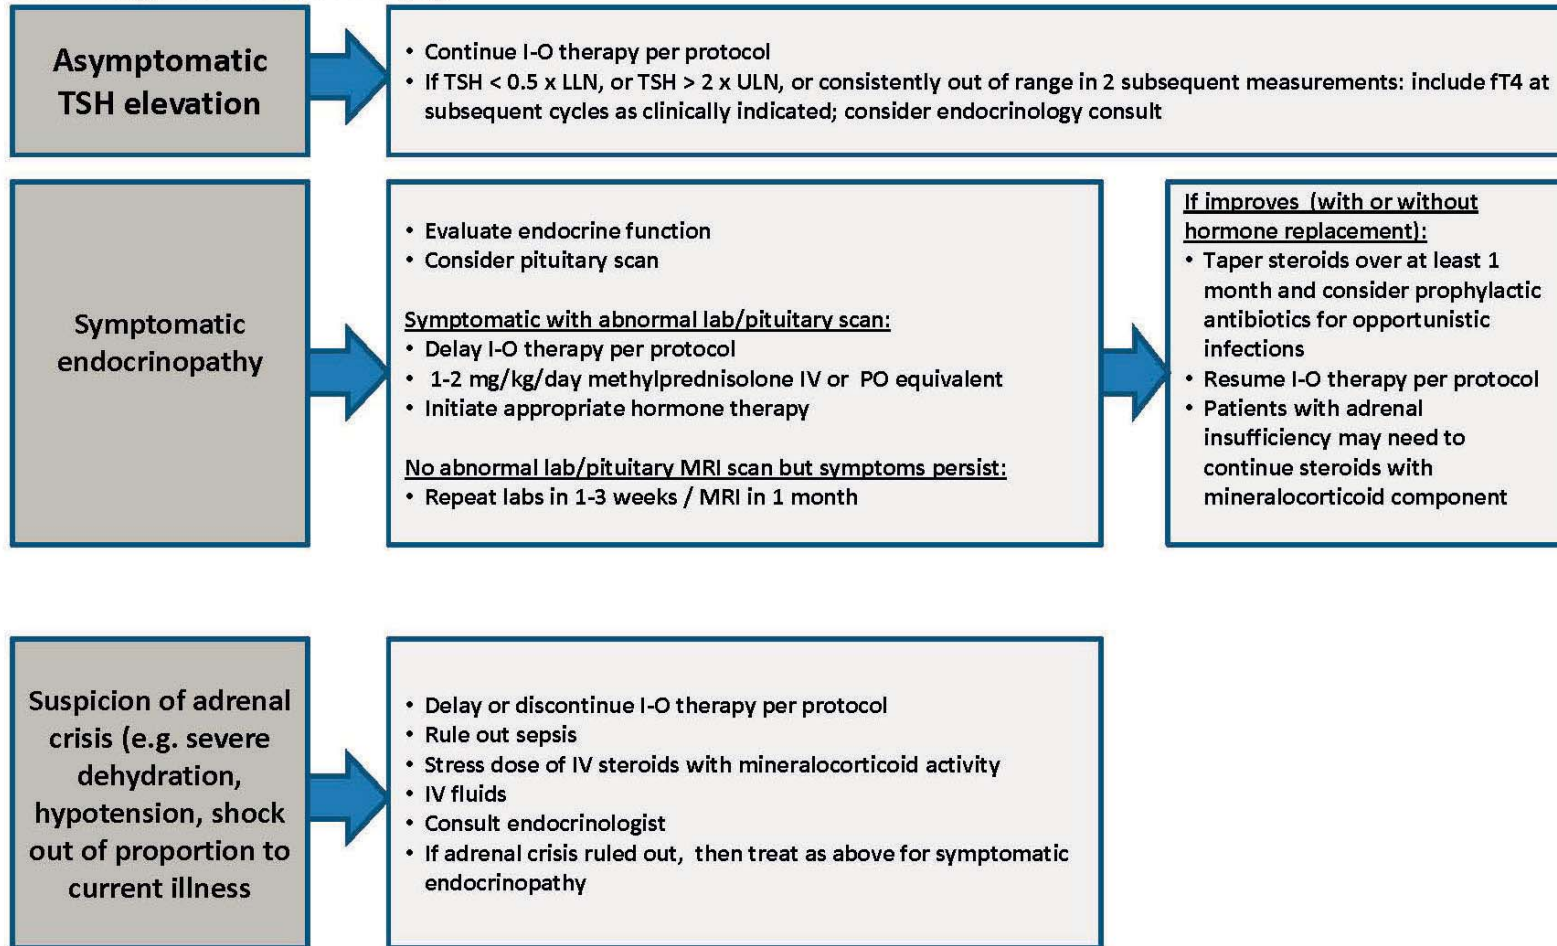 Asymptomatic
TSH elevation
• Continue I-O therapy per protocol
• If TSH < 0.5 x LLN, or TSH > 2 x ULN, or consistently out of range in 2 subsequent measurements: include fT4 at
subsequent cycles as clinically indicated; consider endocrinology consult
Symptomatic
endocrinopathy
• Evaluate endocrine function
• Consider pituitary scan
Symptomatic with abnormal lab/pituitary scan:
• Delay I-O therapy per protocol
• 1-2 mg/kg/day methylprednisolone IV or PO equivalent
• Initiate appropriate hormone therapy
No abnormal lab/pituitary MRI scan but symptoms persist:
• Repeat labs in 1-3 weeks / MRI in 1 month
If improves (with or without
hormone replacement):
• Taper steroids over at least 1
month and consider prophylactic
antibiotics for opportunistic
infections
• Resume I-O therapy per protocol
• Patients with adrenal
insufficiency may need to
continue steroids with
mineralocorticoid component
Suspicion of adrenal
crisis (e.g. severe
dehydration,
hypotension, shock
out of proportion to
current illness
• Delay or discontinue I-O therapy per protocol
• Rule out sepsis
• Stress dose of IV steroids with mineralocorticoid activity
• IV fluids
• Consult endocrinologist
• If adrenal crisis ruled out, then treat as above for symptomatic
endocrinopathy